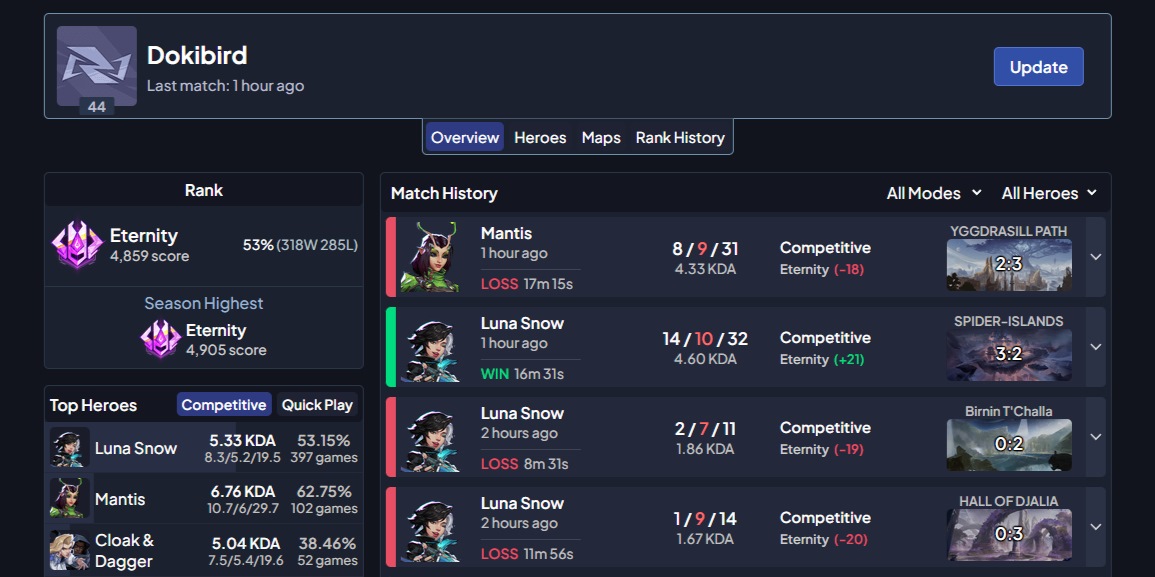 Dokibird
Last match: 1 hour ago
44
Update
Overview Heroes Maps Rank History
Rank
Eternity
4,859 score
53% (318W 285L)
Season Highest
Eternity
4,905 score
Top Heroes Competitive Quick Play
Luna Snow
5.33 KDA 53.15%
8.3/5.2/19.5 397 games
Mantis
6.76 KDA 62.75%
10.7/6/29.7 102 games
Cloak &
Dagger
5.04 KDA 38.46%
7.5/5.4/19.6 52 games
Match History All Modes All Heroes
Mantis
1 hour ago
LOSS 17m 15s
8 / 9 / 31
4.33 KDA
Competitive
Eternity (-18)
YGGDRASILL PATH
2:3
Luna Snow
1 hour ago
WIN 16m 31s
14 / 10 / 32
4.60 KDA
Competitive
Eternity (+21)
SPIDER-ISLANDS
3:2
Luna Snow
2 hours ago
LOSS 8m 31s
2 / 7 / 11
1.86 KDA
Competitive
Eternity (-19)
Birnin T'Challa
0:2
Luna Snow
2 hours ago
LOSS 11m 56s
1 / 9 / 14
1.67 KDA
Competitive
Eternity (-20)
HALL OF DJALIA
0:3